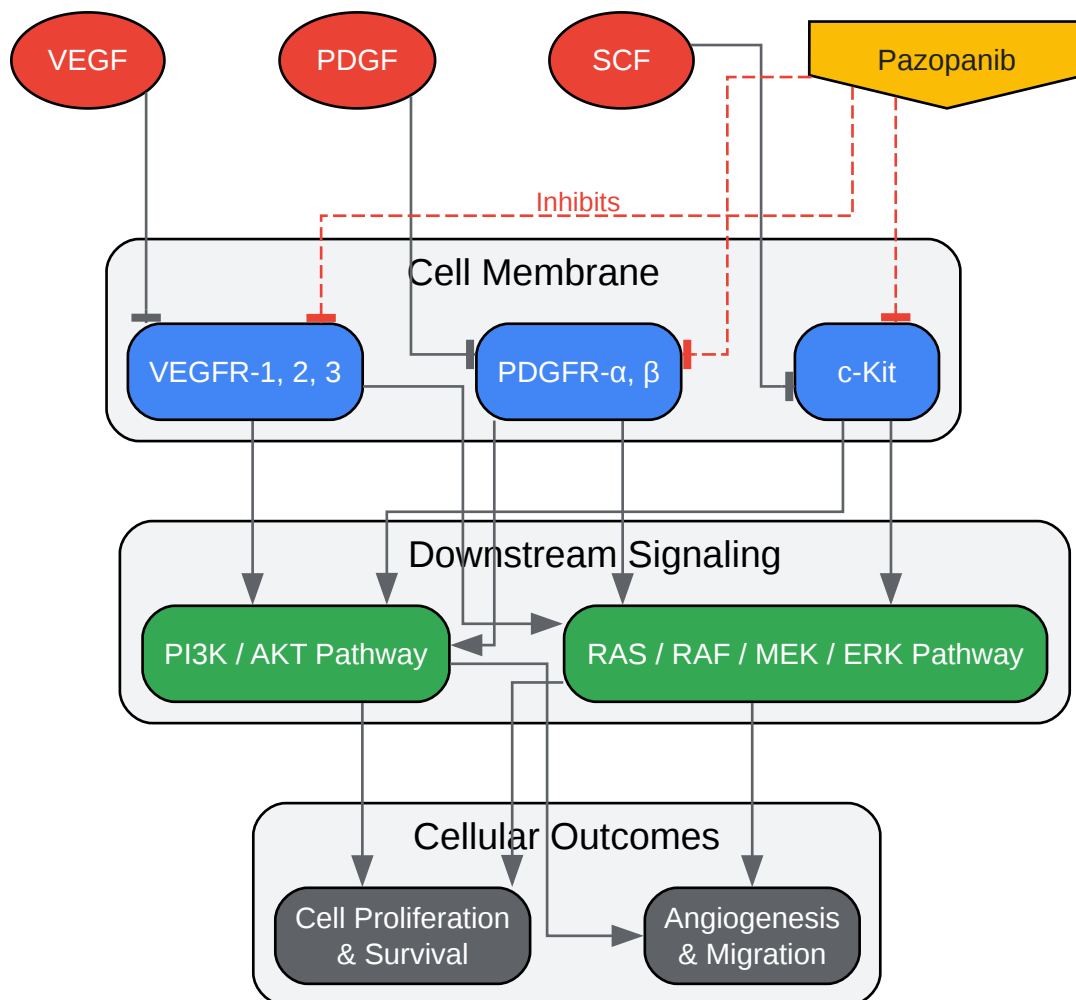 VEGF
PDGF
SCF
Pazopanib
Inhibits
Cell Membrane
VEGFR-1, 2, 3
PDGFR-α, β
c-Kit
Downstream Signaling
PI3K / AKT Pathway
RAS / RAF / MEK / ERK Pathway
Cellular Outcomes
Cell Proliferation
& Survival
Angiogenesis
& Migration